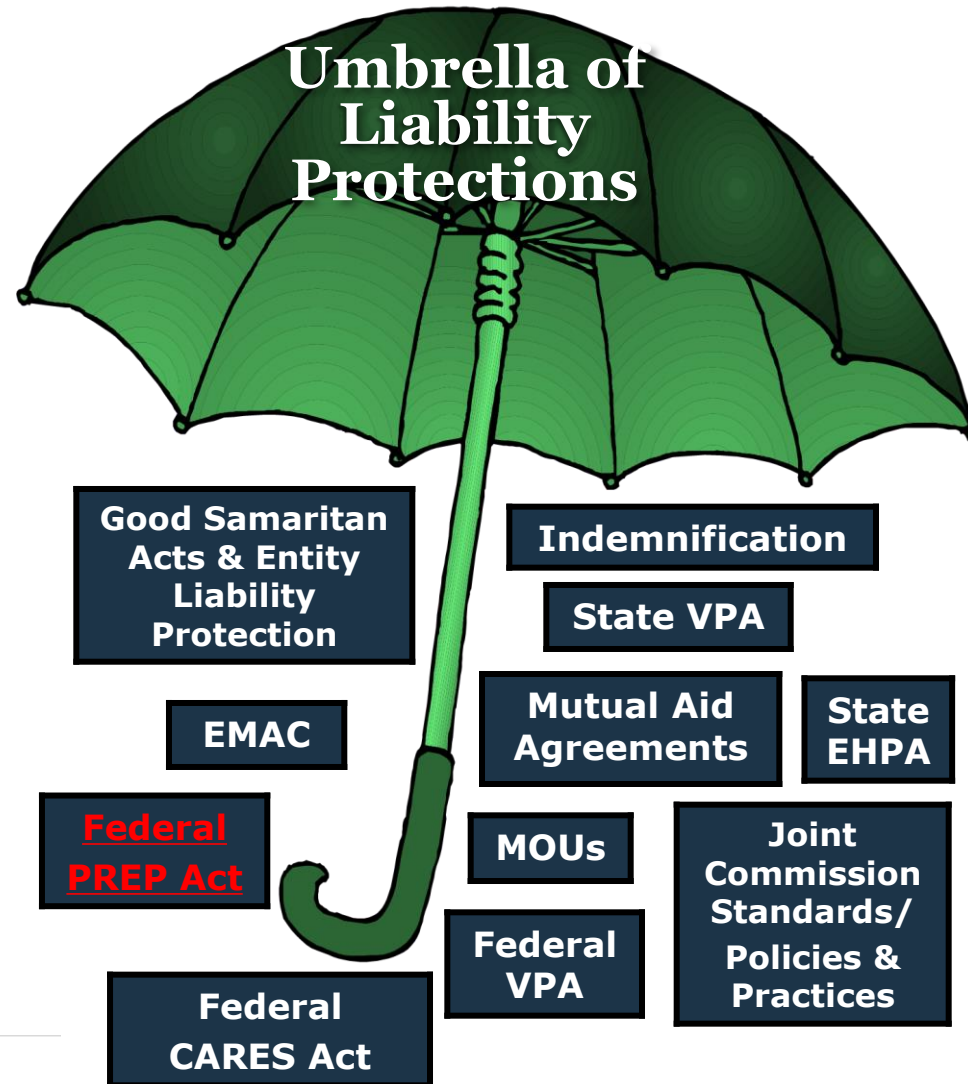 Umbrella of
Liability
Protections
Good Samaritan
Acts & Entity
Liability
Protection
Indemnification
State VPA
EMAC
Mutual Aid
Agreements
State
EHPA
Federal
PREP Act
MOUs
Joint
Commission
Standards/
Policies &
Practices
Federal
VPA
Federal
CARES Act